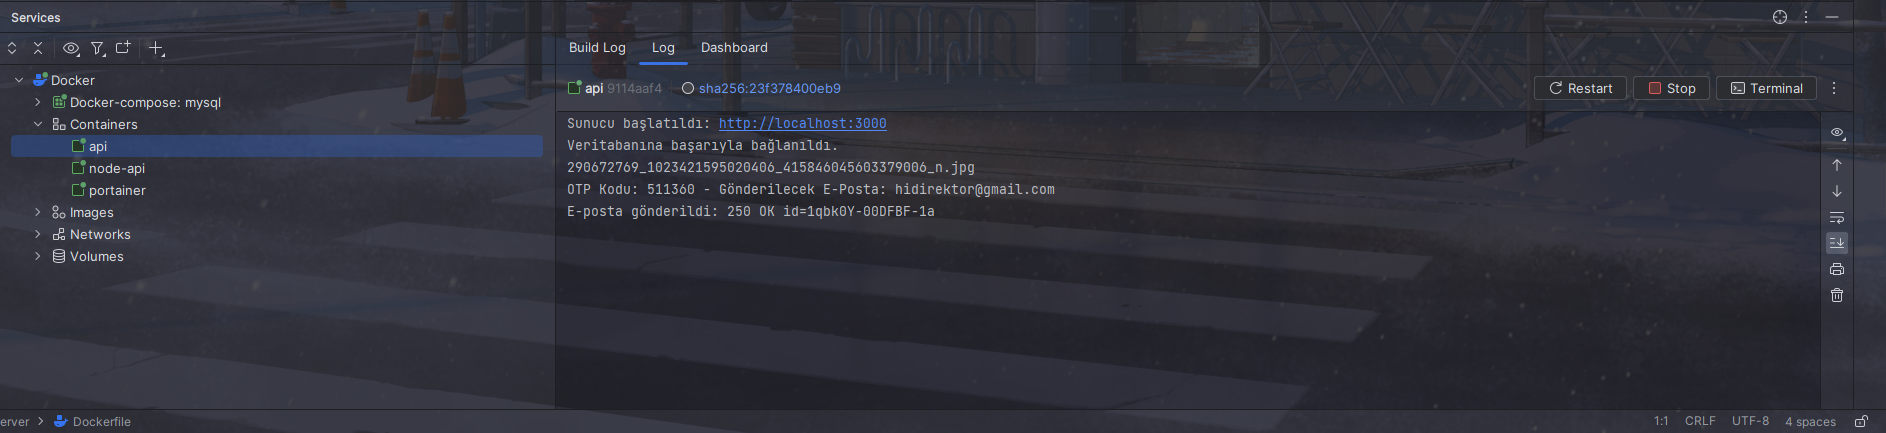 Services
Docker
Docker-compose: mysql
Containers
api
node-api
portainer
Images
Networks
Volumes
Build Log Log Dashboard
api 9114aaf4 sha256:23f378400eb9 Restart Stop Terminal
Sunucu başlatıldı: http://localhost:3000
Veritabanına başarıyla bağlanıldı.
290672769_1023421595020406_415846045603379006_n.jpg
OTP Kodu: 511360 - Gönderilecek E-Posta: hidirektor@gmail.com
E-posta gönderildi: 250 OK id=1qbk0Y-00DFBF-1a
erver Dockerfile 1:1 CRLF UTF-8 4 spaces